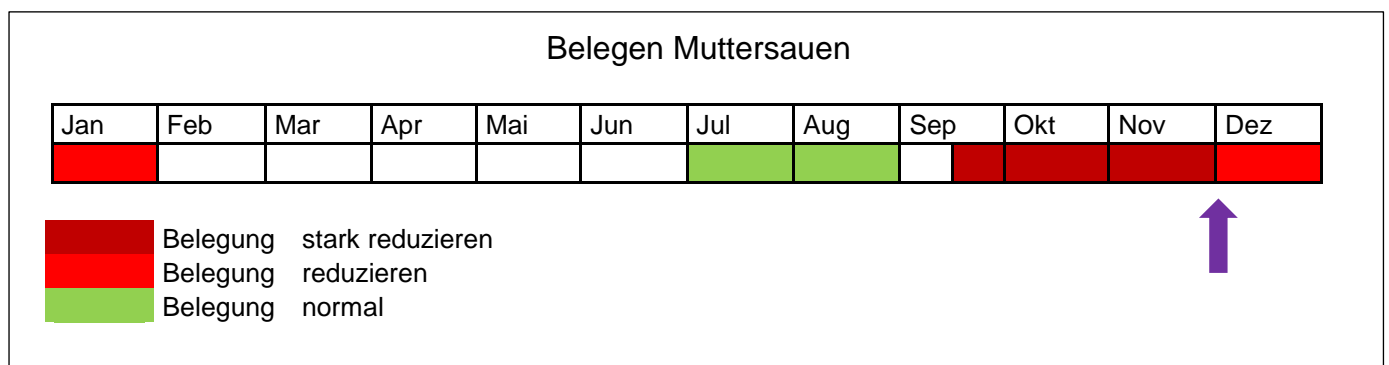 Belegen Muttersauen
Jan Feb Mar Apr Mai Jun Jul Aug Sep Okt Nov Dez
Belegung stark reduzieren
Belegung reduzieren
Belegung normal